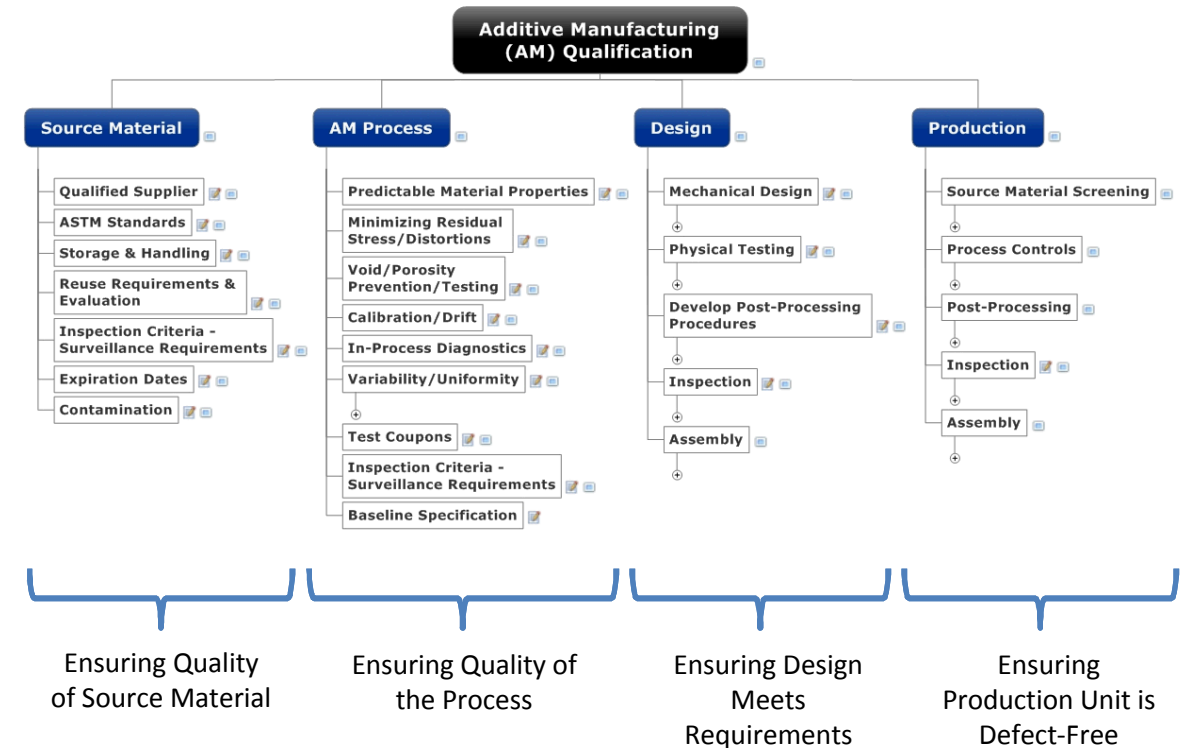 Additive Manufacturing
(AM) Qualification
Source Material
Qualified Supplier
ASTM Standards
Storage & Handling
Reuse Requirements &
Evaluation
Inspection Criteria -
Surveillance Requirements
Expiration Dates
Contamination
AM Process
Predictable Material Properties
Minimizing Residual
Stress/Distortions
Void/Porosity
Prevention/Testing
Calibration/Drift
In-Process Diagnostics
Variability/Uniformity
Test Coupons
Inspection Criteria -
Surveillance Requirements
Baseline Specification
Design
Mechanical Design
Physical Testing
Develop Post-Processing
Procedures
Inspection
Assembly
Production
Source Material Screening
Process Controls
Post-Processing
Inspection
Assembly
Ensuring Quality
of Source Material
Ensuring Quality of
the Process
Ensuring Design
Meets
Requirements
Ensuring
Production Unit is
Defect-Free